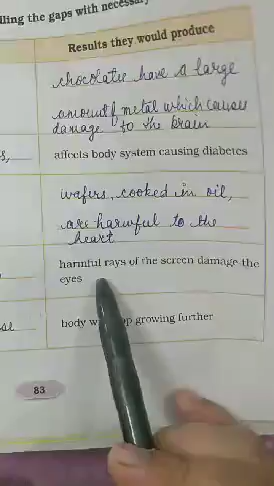 lling the gaps with necessary
Results they would produce
chocolates have a large
amount of metal which causes
damage to the brain
s,
affects body system causing diabetes
wafers, cooked in oil,
are harmful to the
heart
harmful rays of the screen damage the
eyes
se
body growing further
83